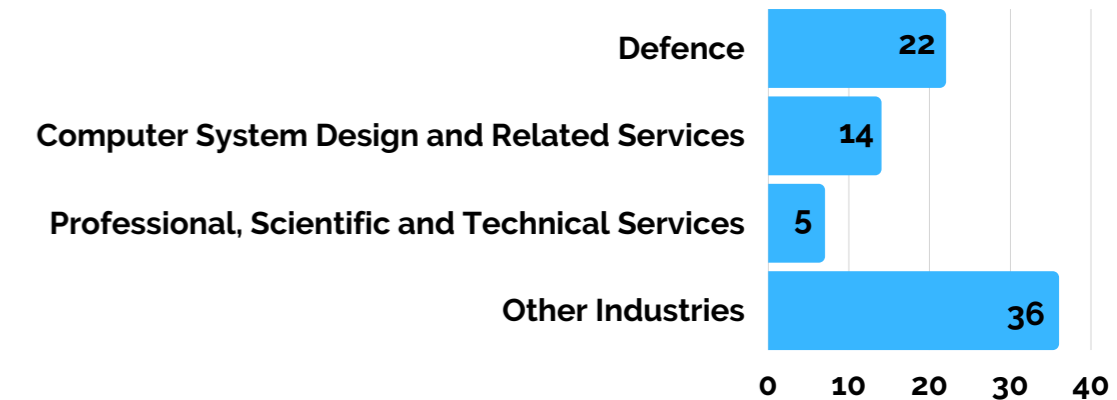 Defence 22
Computer System Design and Related Services 14
Professional, Scientific and Technical Services 5
Other Industries 36
0 10 20 30 40